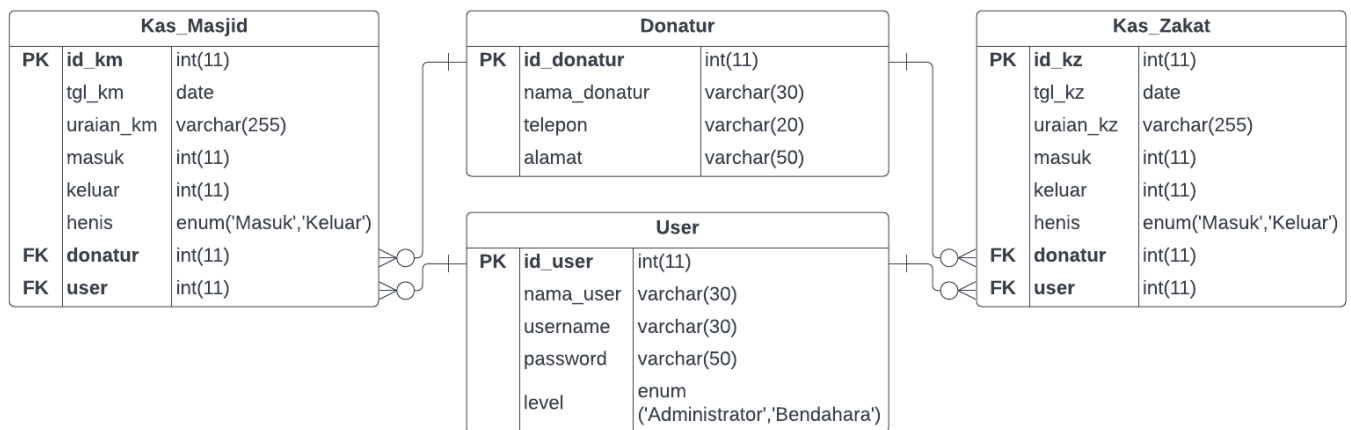 Kas_Masjid
PK id_km int(11)
tgl_km date
uraian_km varchar(255)
masuk int(11)
keluar int(11)
henis enum('Masuk','Keluar')
FK donatur int(11)
FK user int(11)
Donatur
PK id_donatur int(11)
nama_donatur varchar(30)
telepon varchar(20)
alamat varchar(50)
User
PK id_user int(11)
nama_user varchar(30)
username varchar(30)
password varchar(50)
level enum
('Administrator','Bendahara')
Kas_Zakat
PK id_kz int(11)
tgl_kz date
uraian_kz varchar(255)
masuk int(11)
keluar int(11)
henis enum('Masuk','Keluar')
FK donatur int(11)
FK user int(11)